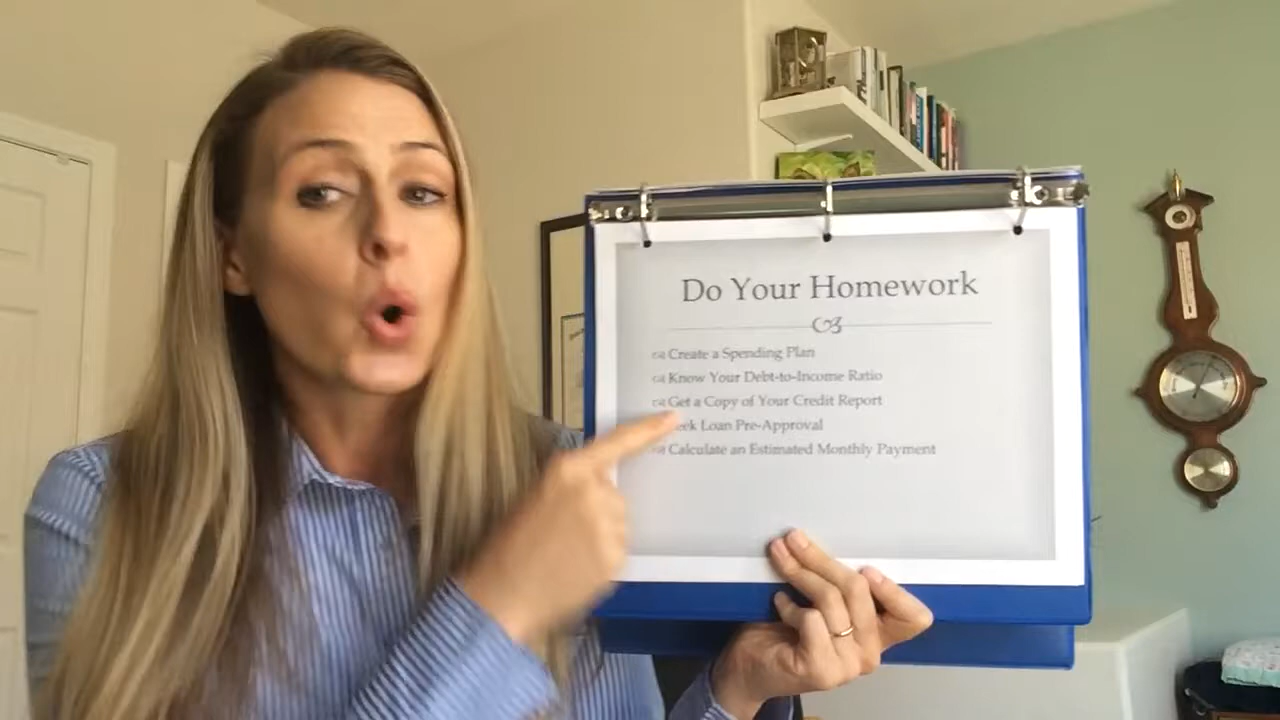 Do Your Homework
Create a Spending Plan
Know Your Debt-to-Income Ratio
Get a Copy of Your Credit Report
eek Loan Pre-Approval
Calculate an Estimated Monthly Payment